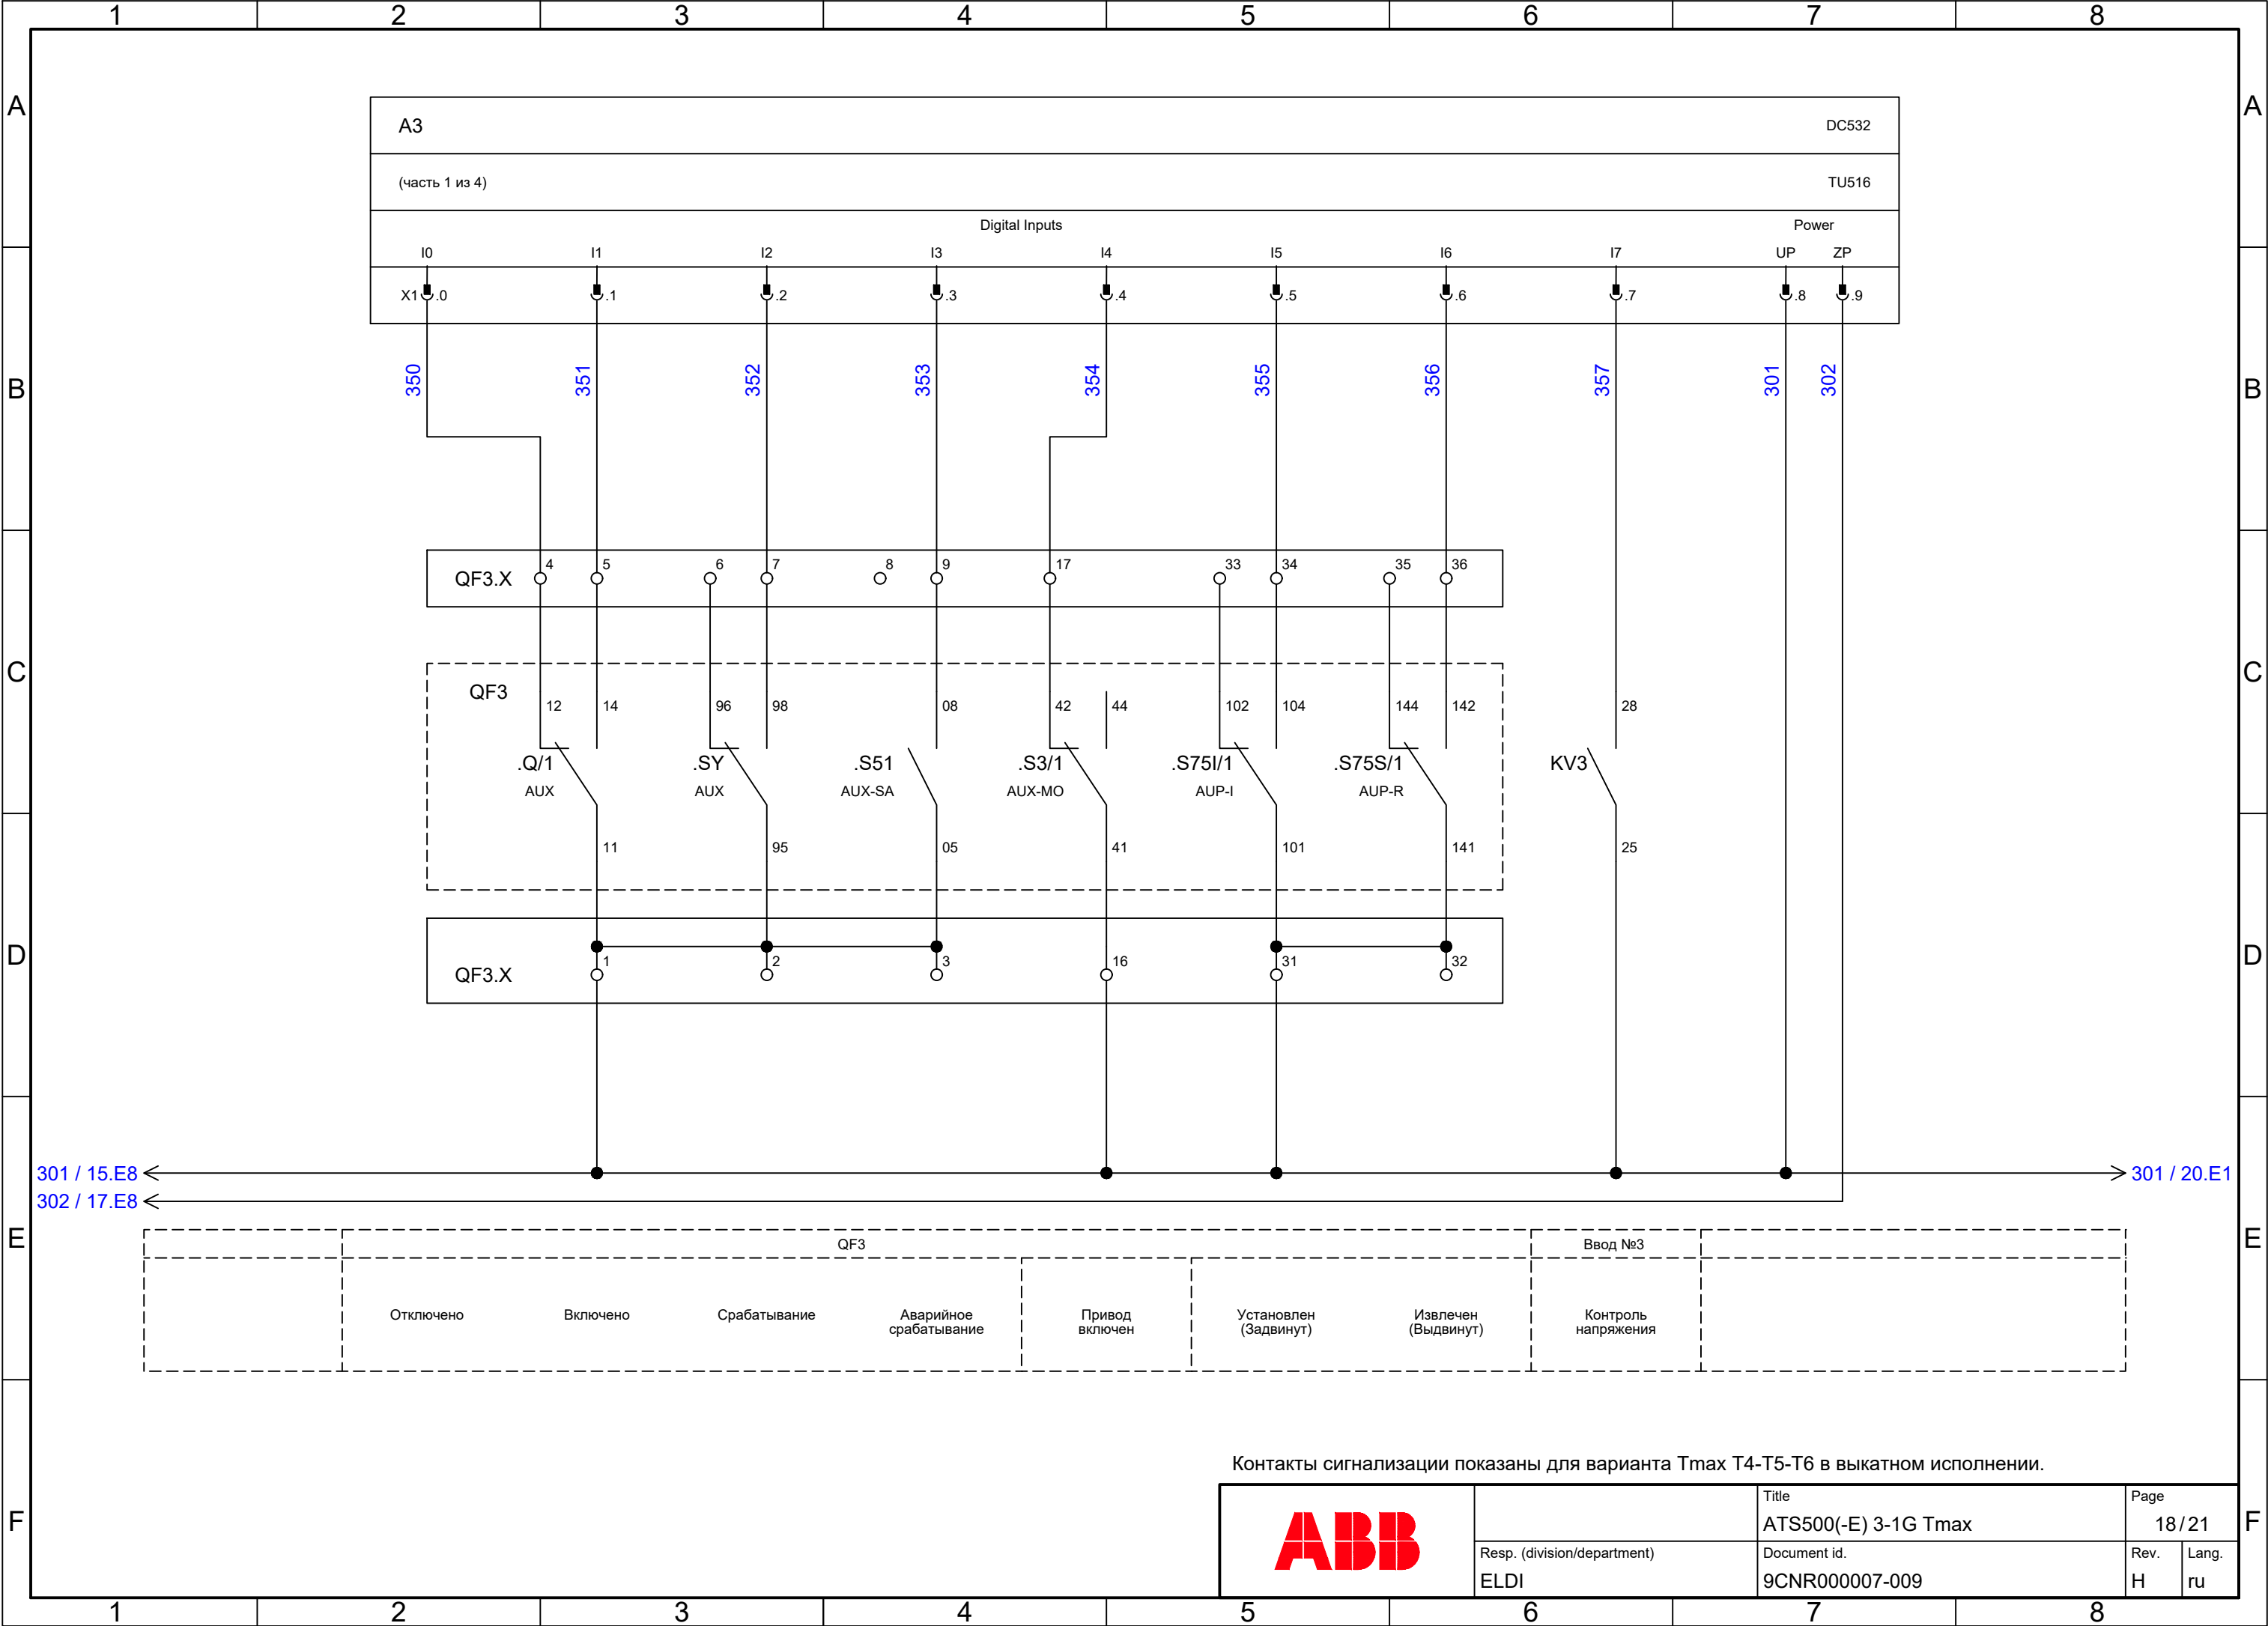 1 2 3 4 5 6 7 8
A A
A3 DC532
(часть 1 из 4) TU516
Digital Inputs Power
I0 I1 I2 I3 I4 I5 I6 I7 UP ZP
X1 .0 .1 .2 .3 .4 .5 .6 .7 .8 .9
350 351 352 353 354 355 356 357 301 302
B B
QF3.X 4 5 6 7 8 9 17 33 34 35 36
C C
QF3
12 14 96 98 08 42 44 102 104 144 142 28
.Q/1 .SY .S51 .S3/1 .S75I/1 .S75S/1 KV3
AUX AUX AUX-SA AUX-MO AUP-I AUP-R
11 95 05 41 101 141 25
D D
QF3.X 1 2 3 16 31 32
301 / 15.E8 301 / 20.E1
302 / 17.E8
E E
QF3 Ввод №3
Отключено Включено Срабатывание Аварийное срабатывание Привод включен Установлен (Задвинут) Извлечен (Выдвинут) Контроль напряжения
Контакты сигнализации показаны для варианта Tmax T4-T5-T6 в выкатном исполнении.
F F
ABB
Title
ATS500(-E) 3-1G Tmax
Page
18/21
Resp. (division/department)
ELDI
Document id.
9CNR000007-009
Rev.
H
Lang.
ru
1 2 3 4 5 6 7 8